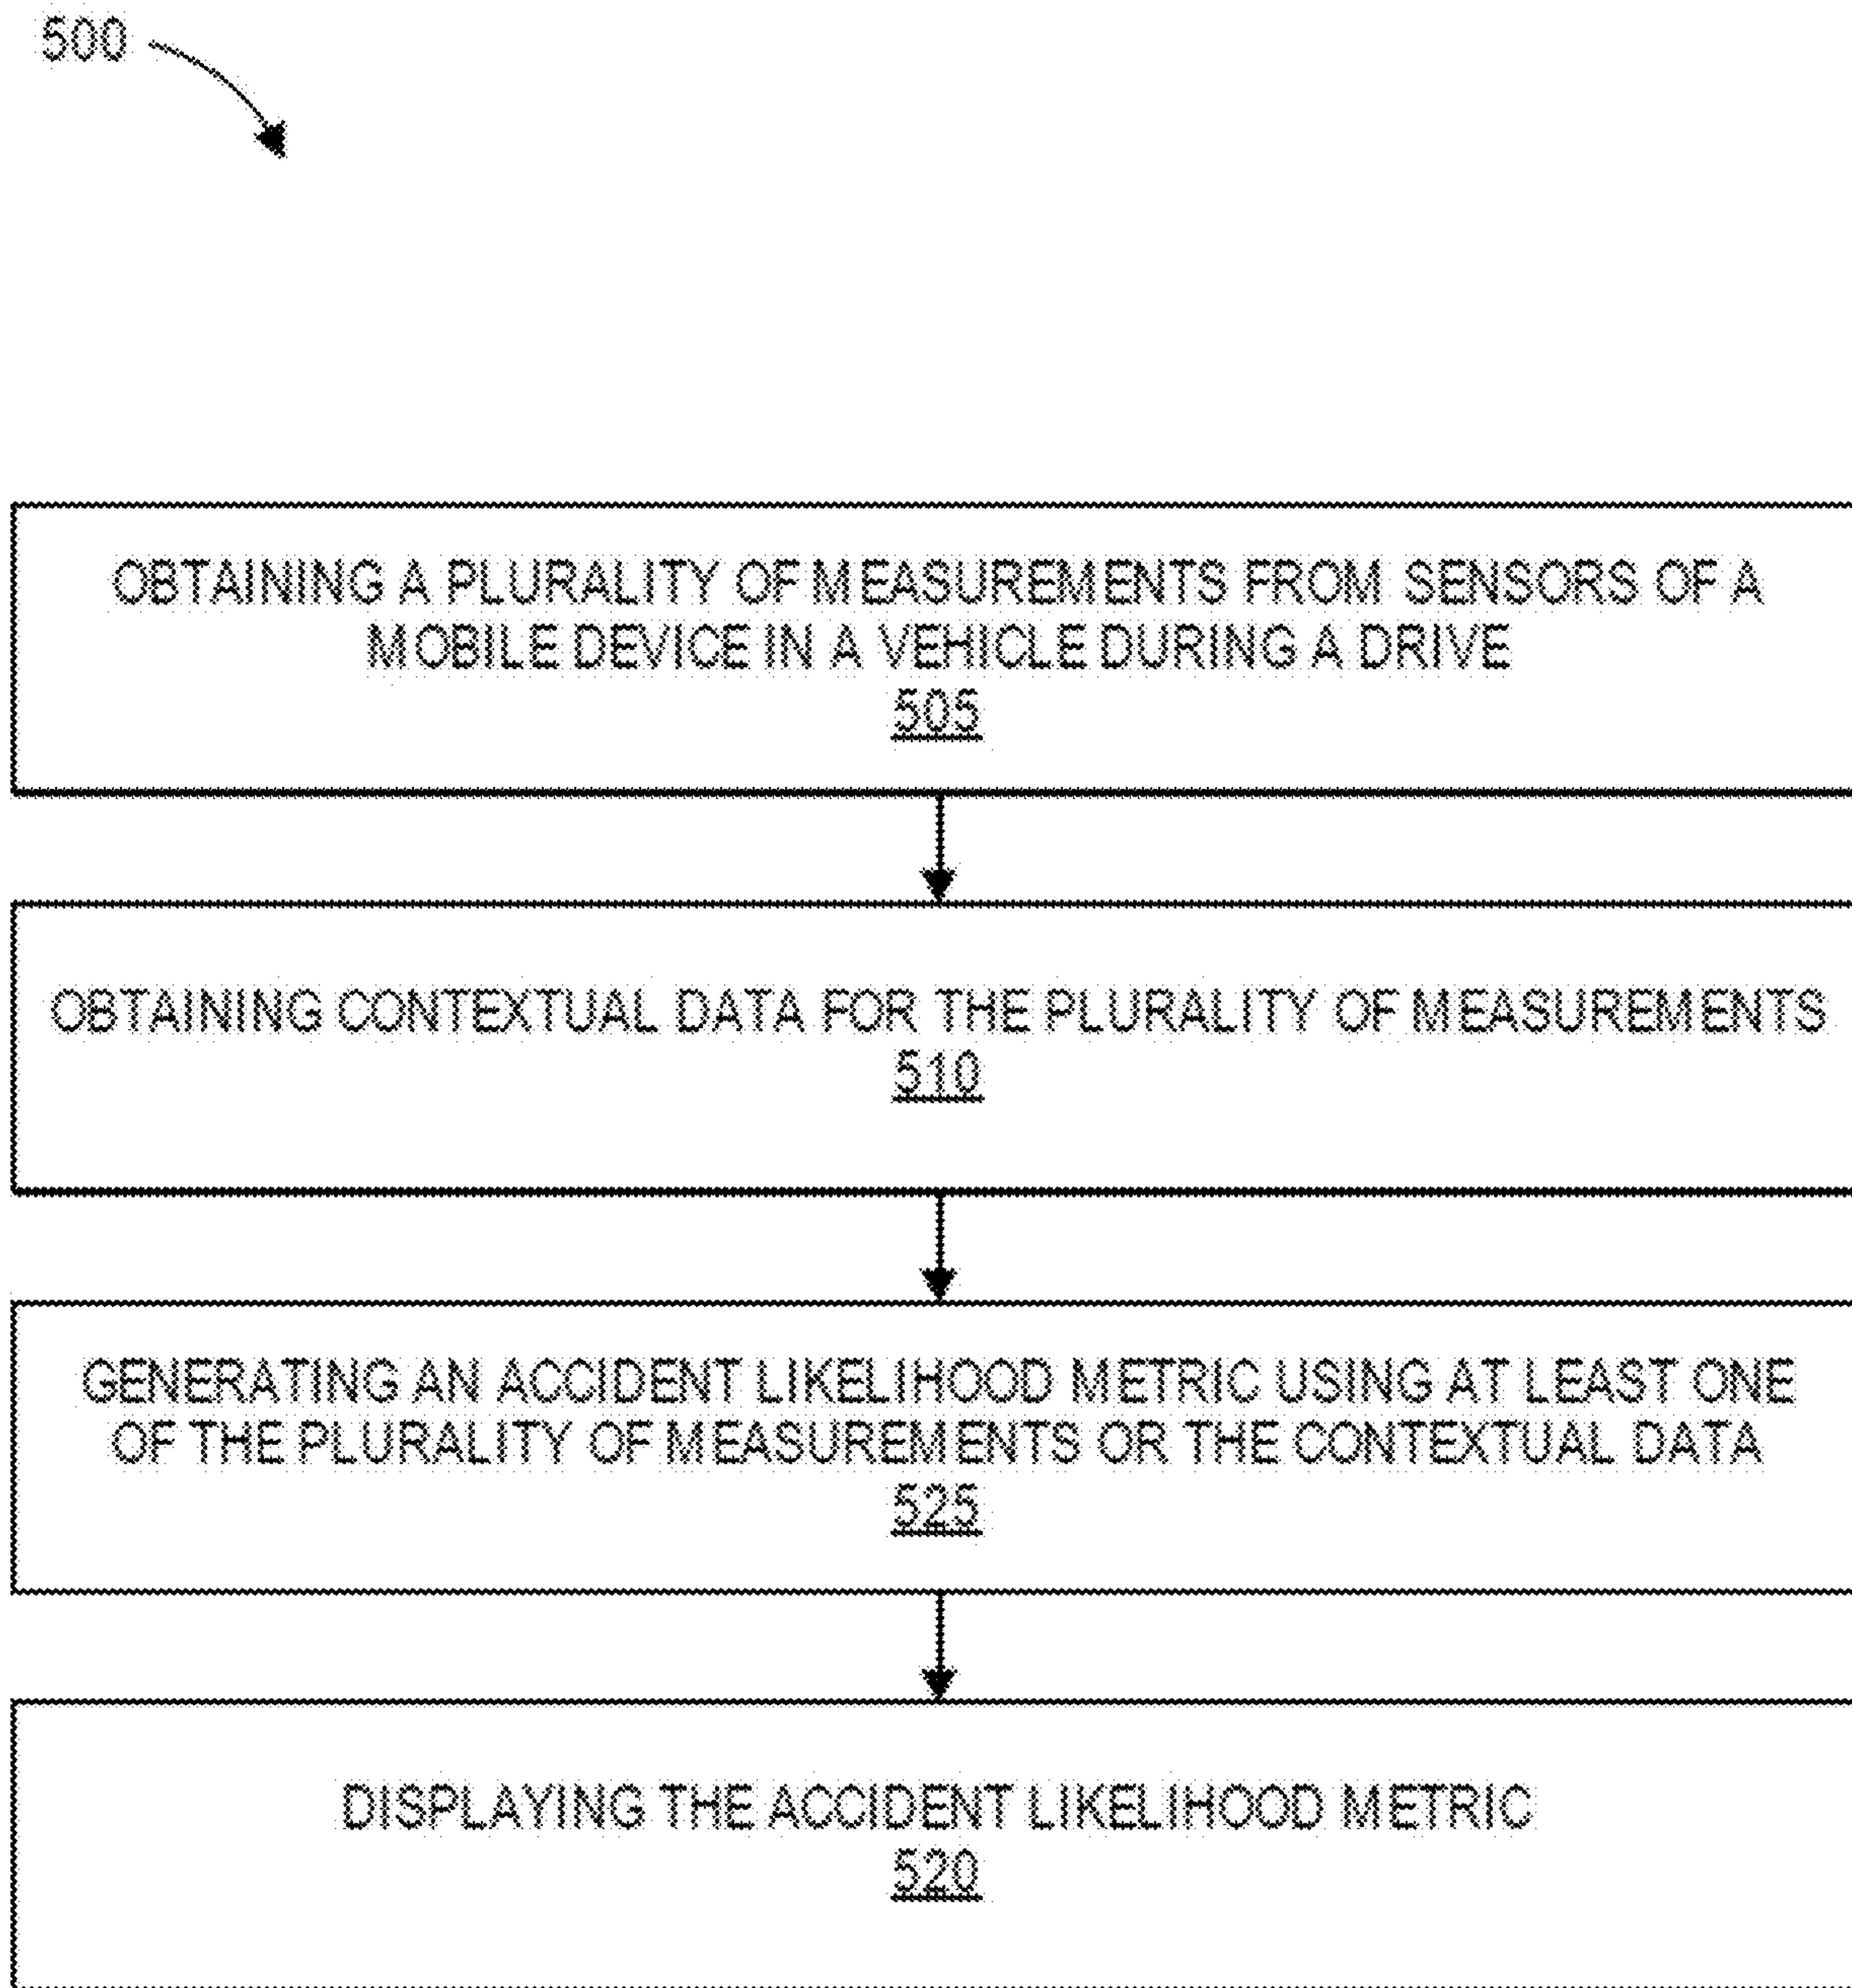 500
OBTAINING A PLURALITY OF MEASUREMENTS FROM SENSORS OF A
MOBILE DEVICE IN A VEHICLE DURING A DRIVE
505
OBTAINING CONTEXTUAL DATA FOR THE PLURALITY OF MEASUREMENTS
510
GENERATING AN ACCIDENT LIKELIHOOD METRIC USING AT LEAST ONE
OF THE PLURALITY OF MEASUREMENTS OR THE CONTEXTUAL DATA
525
DISPLAYING THE ACCIDENT LIKELIHOOD METRIC
520